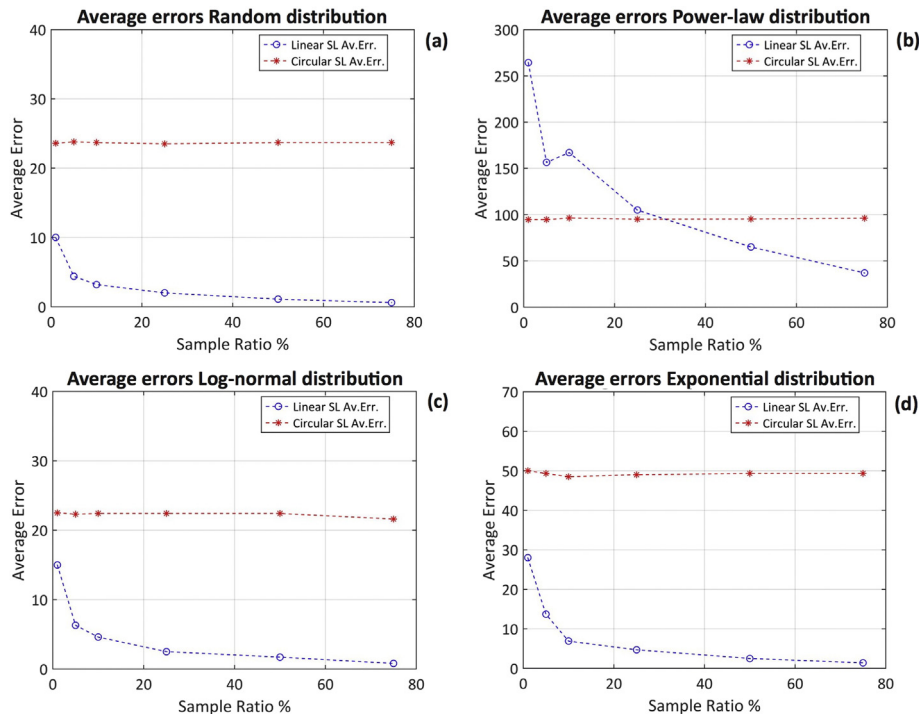 Average errors Random distribution
(a)
Linear SL Av.Err.
Circular SL Av.Err.
40
30
20
10
0
Average Error
0 20 40 60 80
Sample Ratio %
Average errors Power-law distribution
(b)
Linear SL Av.Err.
Circular SL Av.Err.
300
250
200
150
100
50
0
Average Error
0 20 40 60 80
Sample Ratio %
Average errors Log-normal distribution
(c)
Linear SL Av.Err.
Circular SL Av.Err.
40
30
20
10
0
Average Error
0 20 40 60 80
Sample Ratio %
Average errors Exponential distribution
(d)
Linear SL Av.Err.
Circular SL Av.Err.
70
60
50
40
30
20
10
0
Average Error
0 20 40 60 80
Sample Ratio %